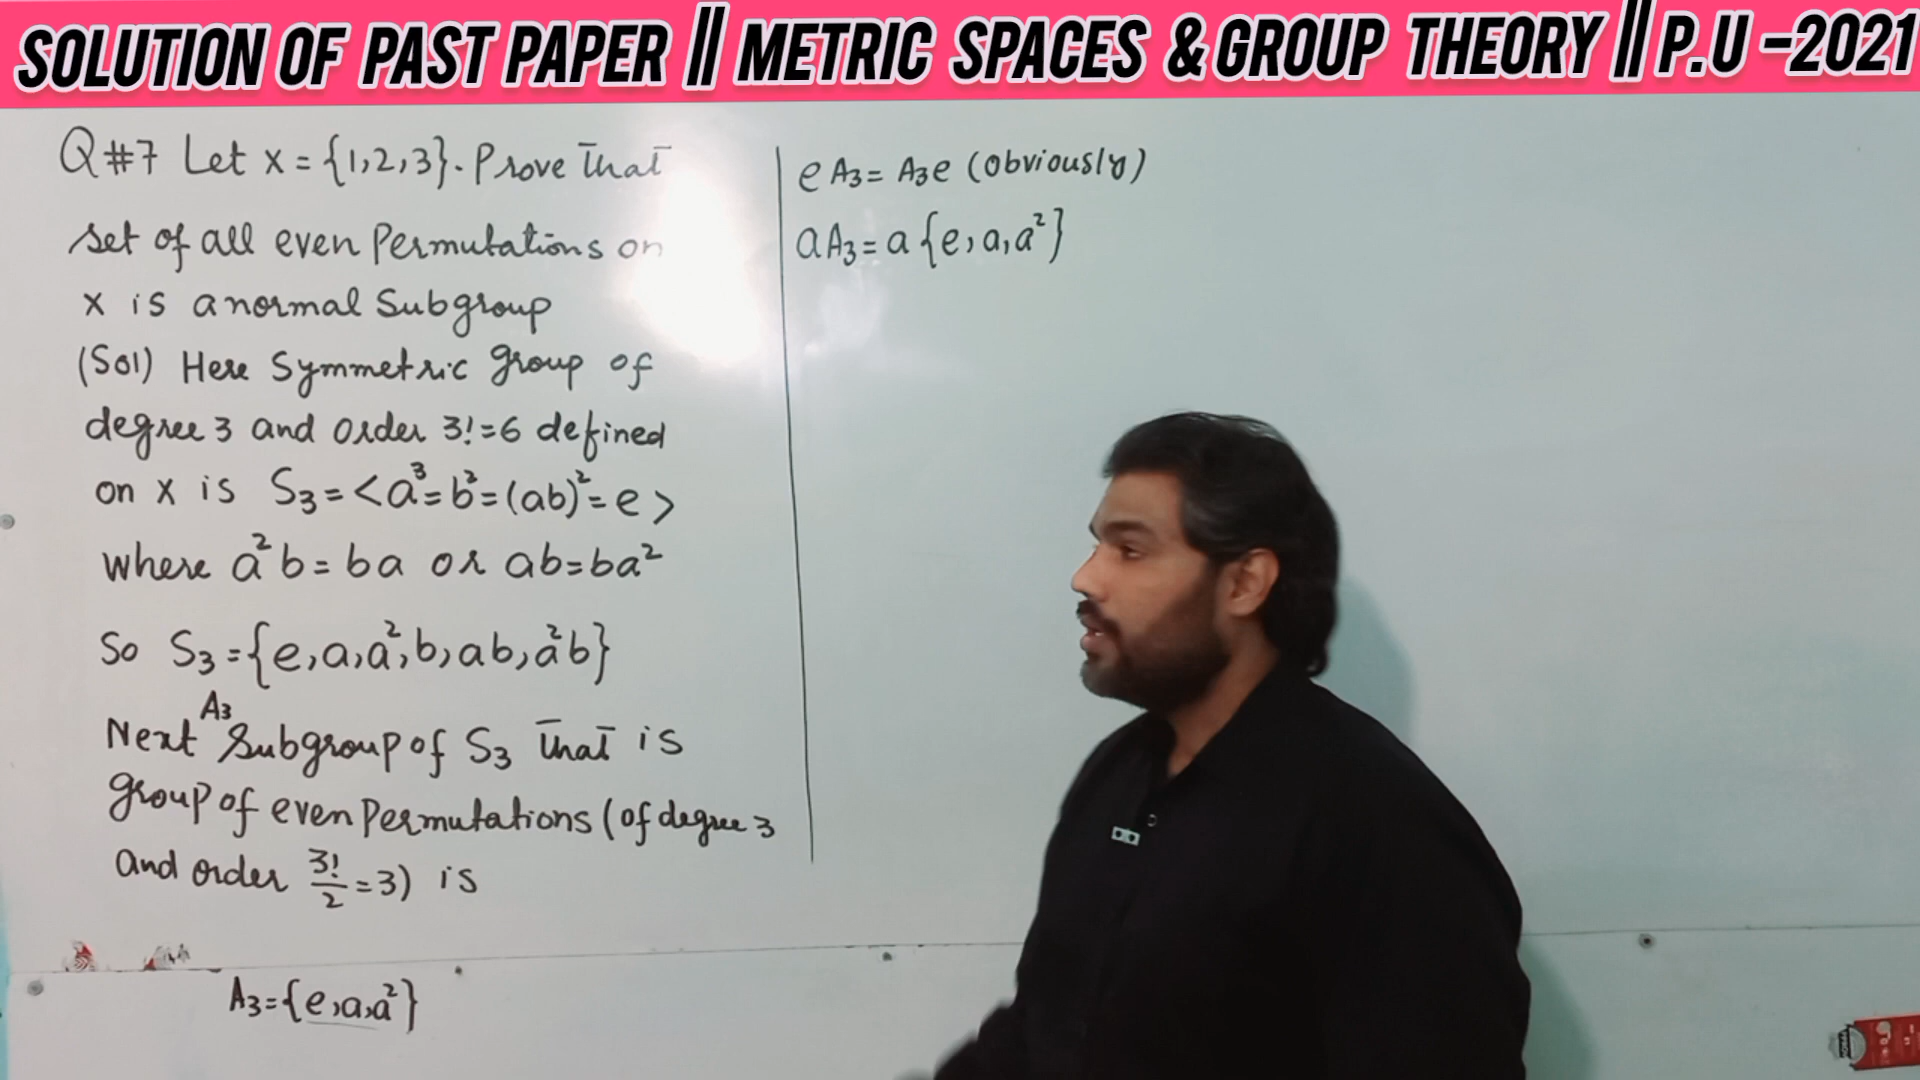 SOLUTION OF PAST PAPER || METRIC SPACES & GROUP THEORY || P.U -2021
Q#7 Let x = {1,2,3}. Prove That
set of all even Permutations on
x is a normal Subgroup
(Sol) Here Symmetric group of
degree 3 and order 3!=6 defined
on x is S₃=<a³=b²=(ab)²=e>
where a²b=ba or ab=ba²
So S₃={e,a,a²,b,ab,a²b}
A₃
Next Subgroup of S₃ That is
group of even Permutations (of degree 3
and order 3!/2=3) is
A₃={e,a,a²}
eA₃=A₃e (obviously)
aA₃=a{e,a,a²}